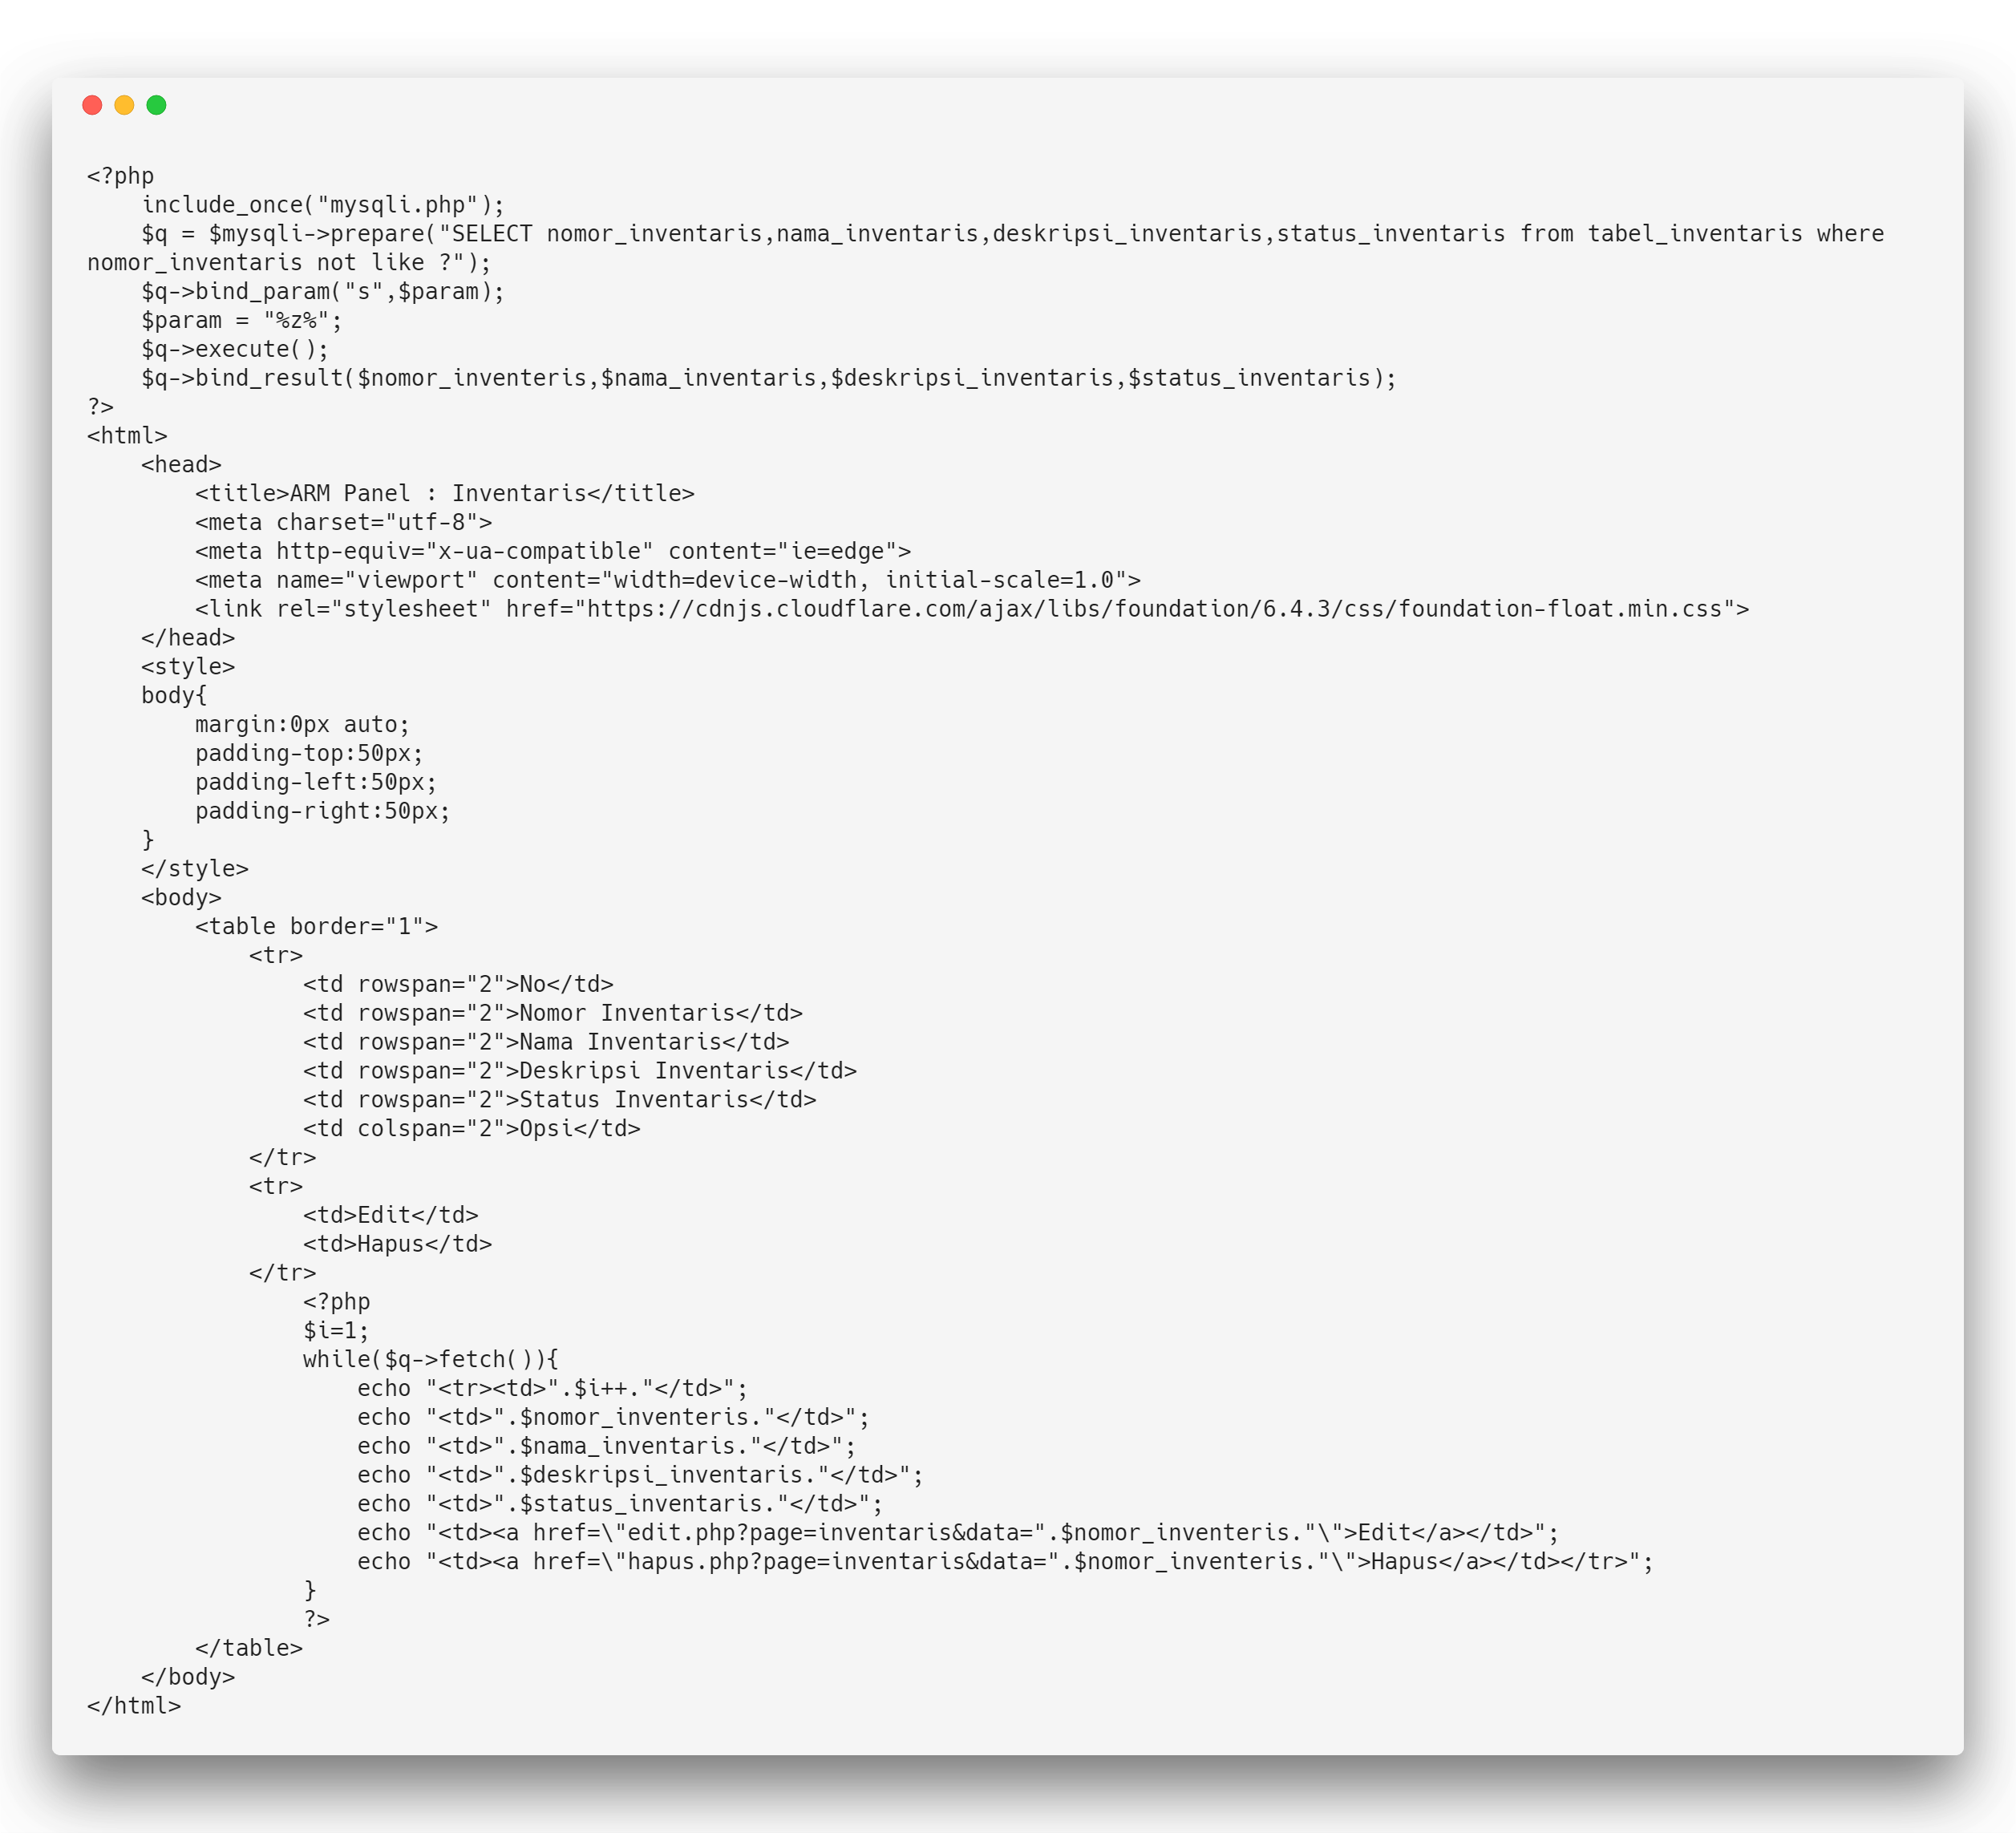 <?php
    include_once("mysqli.php");
    $q = $mysqli->prepare("SELECT nomor_inventaris,nama_inventaris,deskripsi_inventaris,status_inventaris from tabel_inventaris where
nomor_inventaris not like ?");
    $q->bind_param("s",$param);
    $param = "%z%";
    $q->execute();
    $q->bind_result($nomor_inventeris,$nama_inventaris,$deskripsi_inventaris,$status_inventaris);
?>
<html>
    <head>
        <title>ARM Panel : Inventaris</title>
        <meta charset="utf-8">
        <meta http-equiv="x-ua-compatible" content="ie=edge">
        <meta name="viewport" content="width=device-width, initial-scale=1.0">
        <link rel="stylesheet" href="https://cdnjs.cloudflare.com/ajax/libs/foundation/6.4.3/css/foundation-float.min.css">
    </head>
    <style>
    body{
        margin:0px auto;
        padding-top:50px;
        padding-left:50px;
        padding-right:50px;
    }
    </style>
    <body>
        <table border="1">
            <tr>
                <td rowspan="2">No</td>
                <td rowspan="2">Nomor Inventaris</td>
                <td rowspan="2">Nama Inventaris</td>
                <td rowspan="2">Deskripsi Inventaris</td>
                <td rowspan="2">Status Inventaris</td>
                <td colspan="2">Opsi</td>
            </tr>
            <tr>
                <td>Edit</td>
                <td>Hapus</td>
            </tr>
                <?php
                $i=1;
                while($q->fetch()){
                    echo "<tr><td>".$i++."</td>";
                    echo "<td>".$nomor_inventeris."</td>";
                    echo "<td>".$nama_inventaris."</td>";
                    echo "<td>".$deskripsi_inventaris."</td>";
                    echo "<td>".$status_inventaris."</td>";
                    echo "<td><a href=\"edit.php?page=inventaris&data=".$nomor_inventeris."\">Edit</a></td>";
                    echo "<td><a href=\"hapus.php?page=inventaris&data=".$nomor_inventeris."\">Hapus</a></td></tr>";
                }
                ?>
        </table>
    </body>
</html>